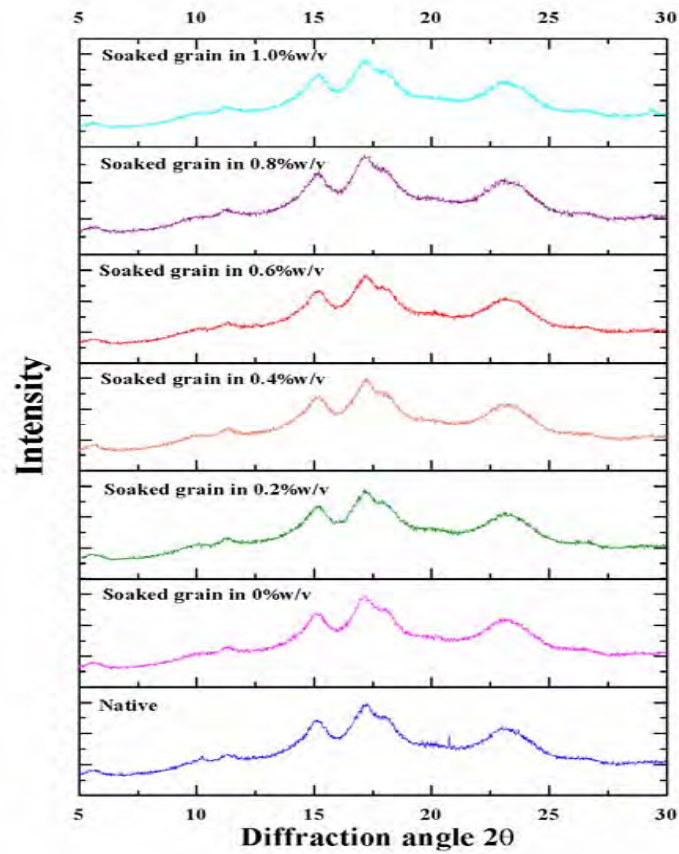 5 10 15 20 25 30
Soaked grain in 1.0%w/v
Soaked grain in 0.8%w/v
Soaked grain in 0.6%w/v
Intensity
Soaked grain in 0.4%w/v
Soaked grain in 0.2%w/v
Soaked grain in 0%w/v
Native
5 10 15 20 25 30
Diffraction angle 2θ